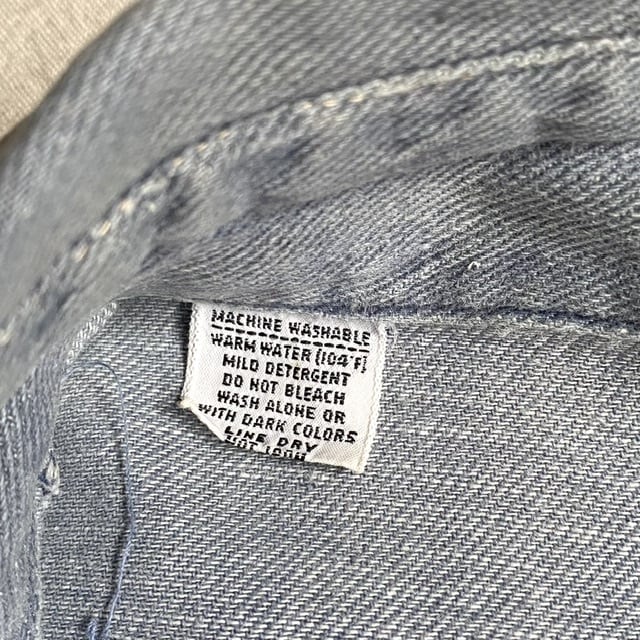 MACHINE WASHABLE
WARM WATER (104°F)
MILD DETERGENT
DO NOT BLEACH
WASH ALONE OR
WITH DARK COLORS
LINE DRY